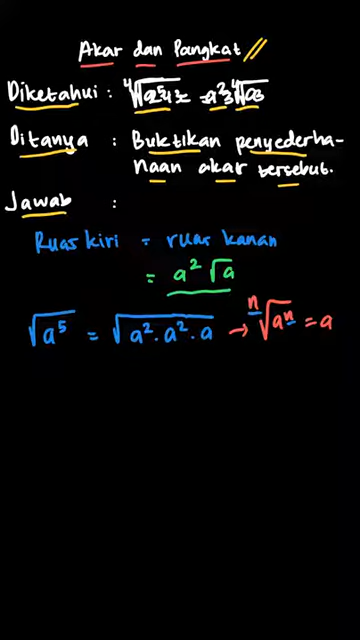 Akar dan Pangkat //
Diketahui :
Ditanya : Buktikan penyederha-
naan akar tersebut.
Jawab :
Ruas kiri = ruas kanan
= a² √a
√a⁵ = √a² . a² . a → ⁿ√aⁿ = a